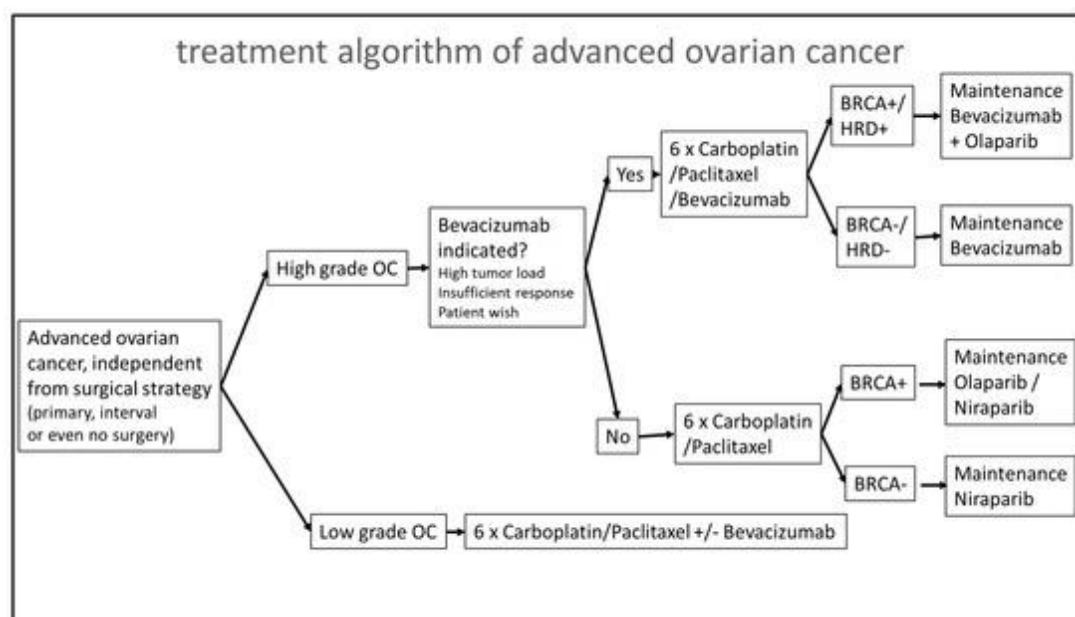 treatment algorithm of advanced ovarian cancer
Advanced ovarian
cancer, independent
from surgical strategy
(primary, interval
or even no surgery)
High grade OC
Bevacizumab
indicated?
High tumor load
Insufficient response
Patient wish
Yes
6 x Carboplatin
/Paclitaxel
/Bevacizumab
BRCA+/
HRD+
Maintenance
Bevacizumab
+ Olaparib
BRCA-/
HRD-
Maintenance
Bevacizumab
No
6 x Carboplatin
/Paclitaxel
BRCA+
Maintenance
Olaparib /
Niraparib
BRCA-
Maintenance
Niraparib
Low grade OC
6 x Carboplatin/Paclitaxel +/- Bevacizumab